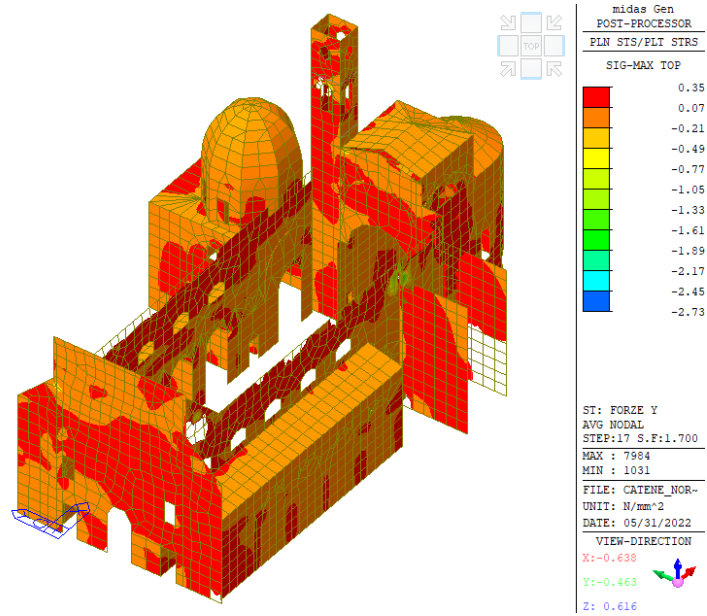 midas Gen
POST-PROCESSOR
PLN STS/PLT STRS
SIG-MAX TOP
0.35
0.07
-0.21
-0.49
-0.77
-1.05
-1.33
-1.61
-1.89
-2.17
-2.45
-2.73
ST: FORZE Y
AVG NODAL
STEP:17 S.F:1.700
MAX : 7984
MIN : 1031
FILE: CATENE_NOR~
UNIT: N/mm^2
DATE: 05/31/2022
VIEW-DIRECTION
X:-0.638
Y:-0.463
Z: 0.616
TOP